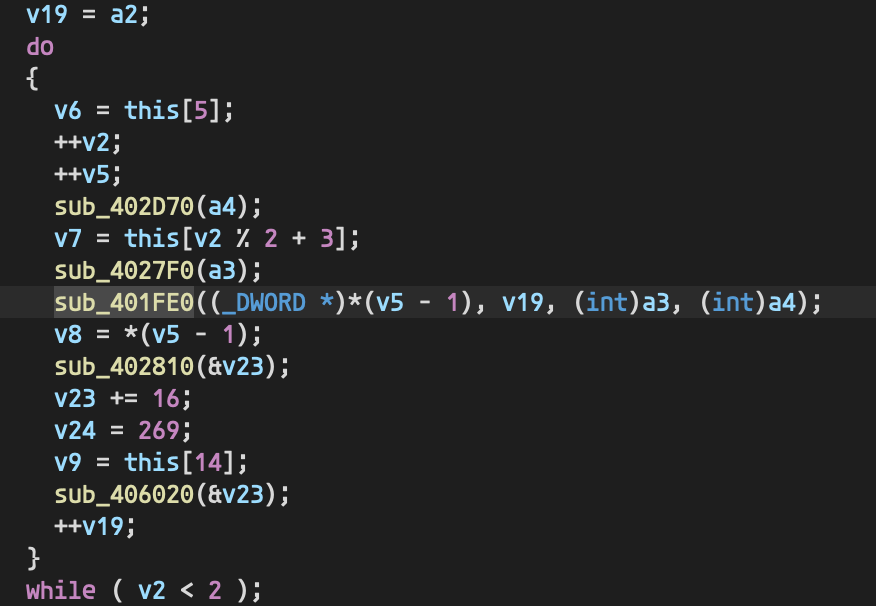 v19 = a2;
do
{
v6 = this[5];
++v2;
++v5;
sub_402D70(a4);
v7 = this[v2 % 2 + 3];
sub_4027F0(a3);
sub_401FE0((_DWORD *)*(v5 - 1), v19, (int)a3, (int)a4);
v8 = *(v5 - 1);
sub_402810(&v23);
v23 += 16;
v24 = 269;
v9 = this[14];
sub_406020(&v23);
++v19;
}
while ( v2 < 2 );